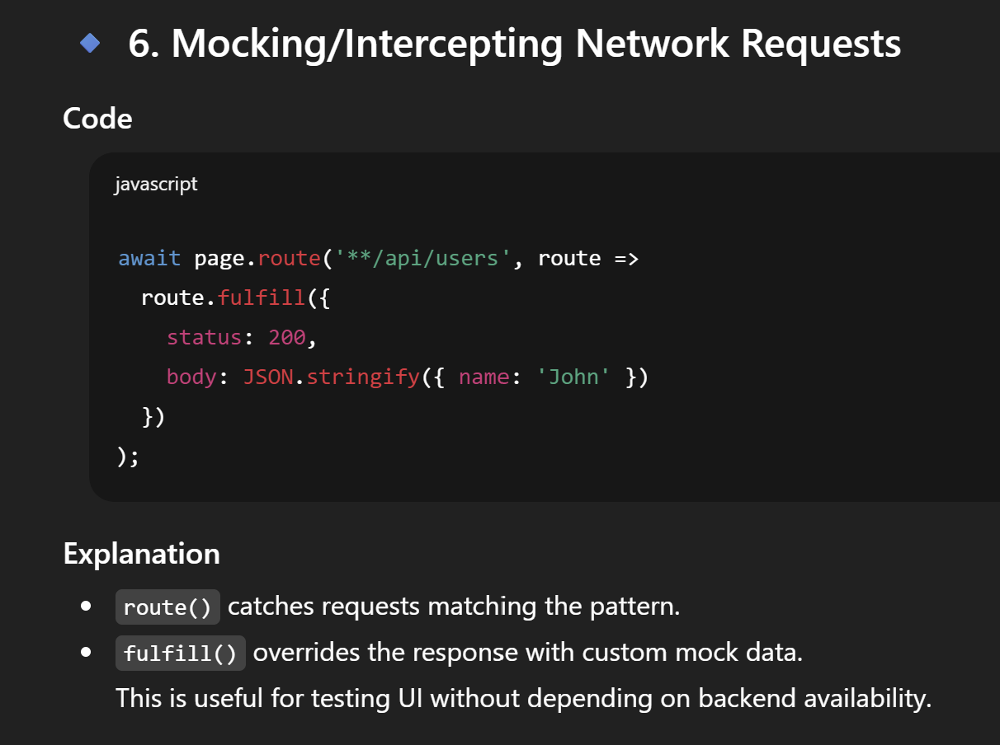 6. Mocking/Intercepting Network Requests
Code
javascript
await page.route('**/api/users', route =>
  route.fulfill({
    status: 200,
    body: JSON.stringify({ name: 'John' })
  })
);
Explanation
route() catches requests matching the pattern.
fulfill() overrides the response with custom mock data.
This is useful for testing UI without depending on backend availability.